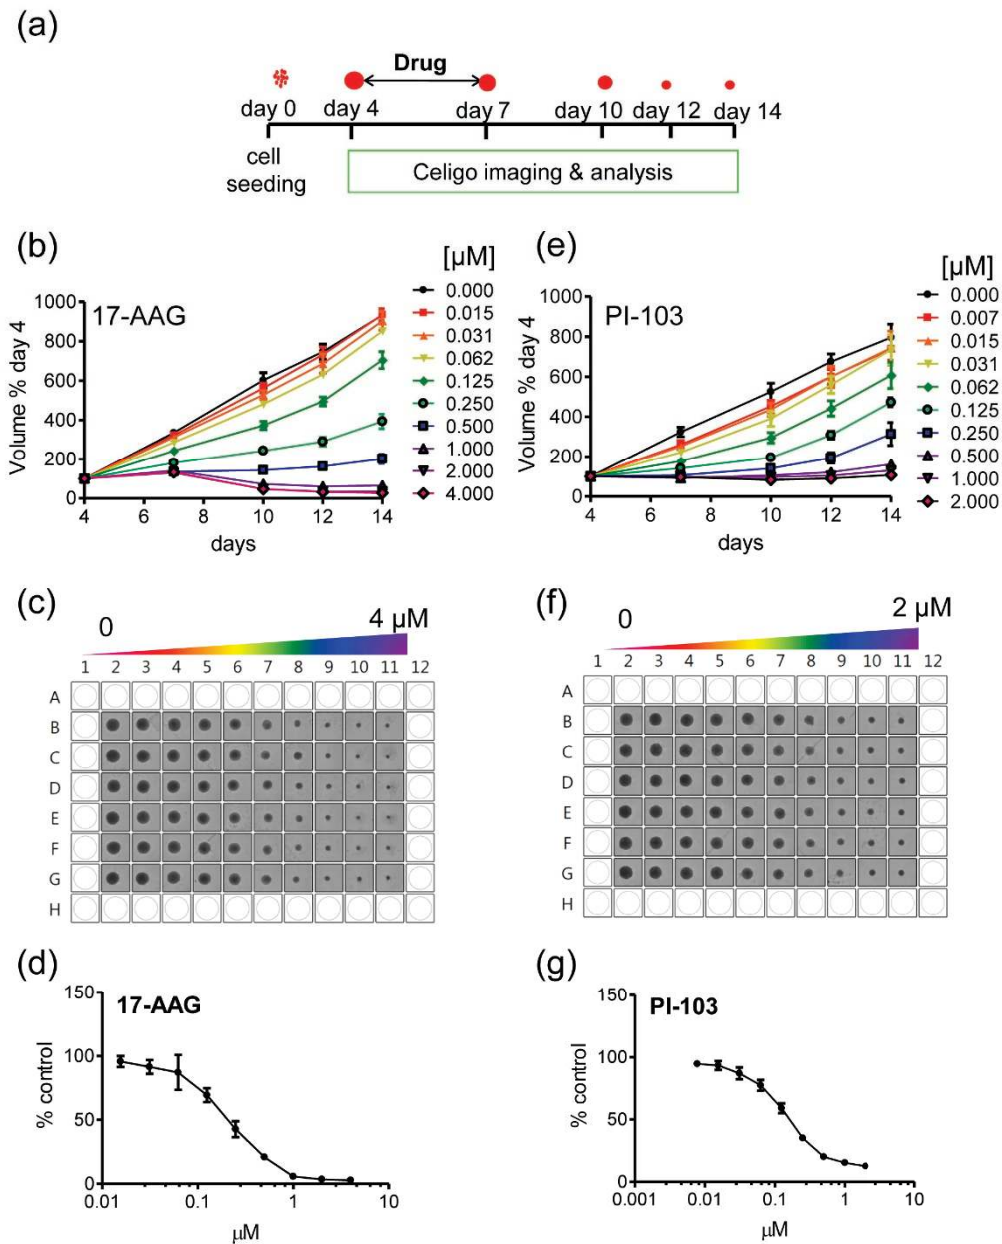 (a)
Drug
day 0 day 4 day 7 day 10 day 12 day 14
cell
seeding
Celigo imaging & analysis
(b)
17-AAG
[µM]
0.000
0.015
0.031
0.062
0.125
0.250
0.500
1.000
2.000
4.000
Volume % day 4
1000
800
600
400
200
0
4 6 8 10 12 14
days
(e)
PI-103
[µM]
0.000
0.007
0.015
0.031
0.062
0.125
0.250
0.500
1.000
2.000
Volume % day 4
1000
800
600
400
200
0
4 6 8 10 12 14
days
(c)
0 4 µM
1 2 3 4 5 6 7 8 9 10 11 12
A
B
C
D
E
F
G
H
(f)
0 2 µM
1 2 3 4 5 6 7 8 9 10 11 12
A
B
C
D
E
F
G
H
(d)
17-AAG
% control
150
100
50
0
0.01 0.1 1 10
µM
(g)
PI-103
% control
150
100
50
0
0.001 0.01 0.1 1 10
µM